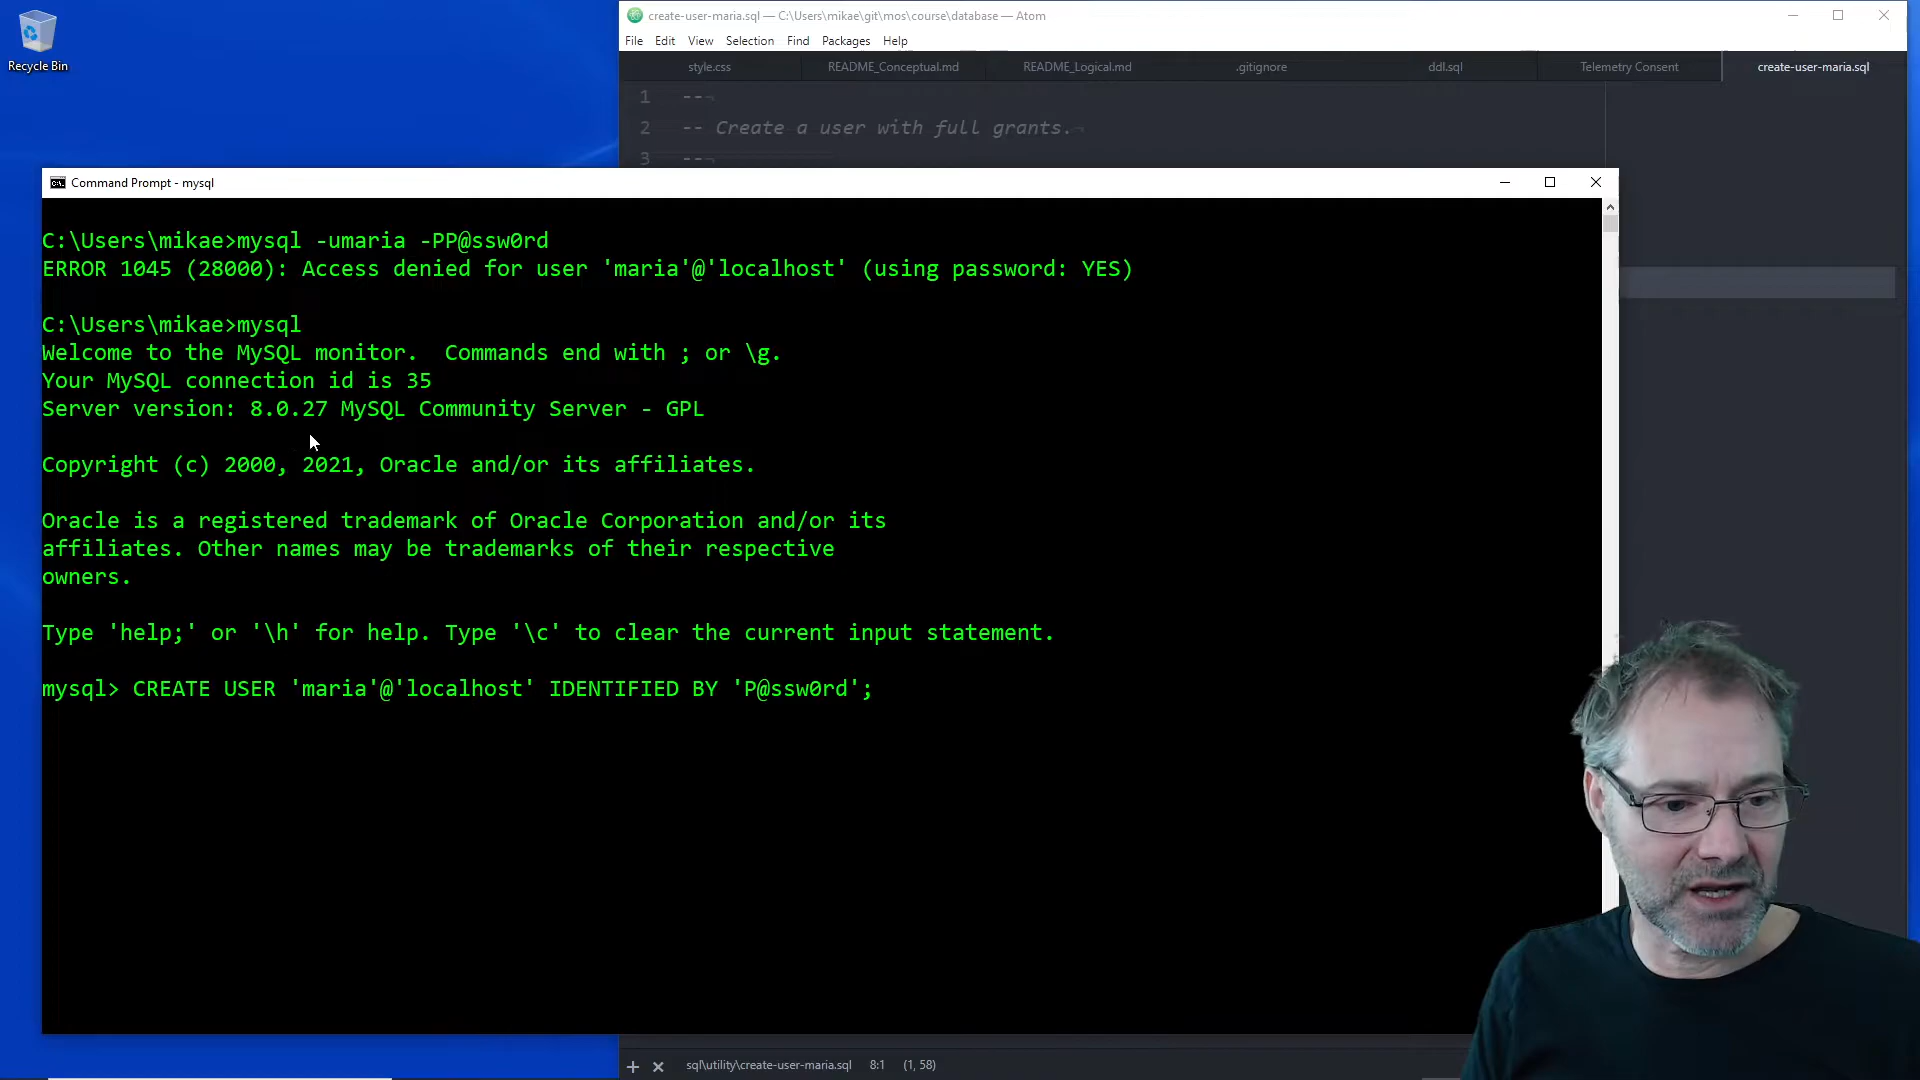 Recycle Bin
create-user-maria.sql — C:\Users\mikae\git\mos\course\database — Atom
File Edit View Selection Find Packages Help
style.css README_Conceptual.md README_Logical.md .gitignore ddl.sql Telemetry Consent create-user-maria.sql
1 --
2 -- Create a user with full grants.
3 --
Command Prompt - mysql
C:\Users\mikae>mysql -umaria -PP@ssw0rd
ERROR 1045 (28000): Access denied for user 'maria'@'localhost' (using password: YES)
C:\Users\mikae>mysql
Welcome to the MySQL monitor.  Commands end with ; or \g.
Your MySQL connection id is 35
Server version: 8.0.27 MySQL Community Server - GPL
Copyright (c) 2000, 2021, Oracle and/or its affiliates.
Oracle is a registered trademark of Oracle Corporation and/or its
affiliates. Other names may be trademarks of their respective
owners.
Type 'help;' or '\h' for help. Type '\c' to clear the current input statement.
mysql> CREATE USER 'maria'@'localhost' IDENTIFIED BY 'P@ssw0rd';
sql\utility\create-user-maria.sql 8:1 (1, 58)